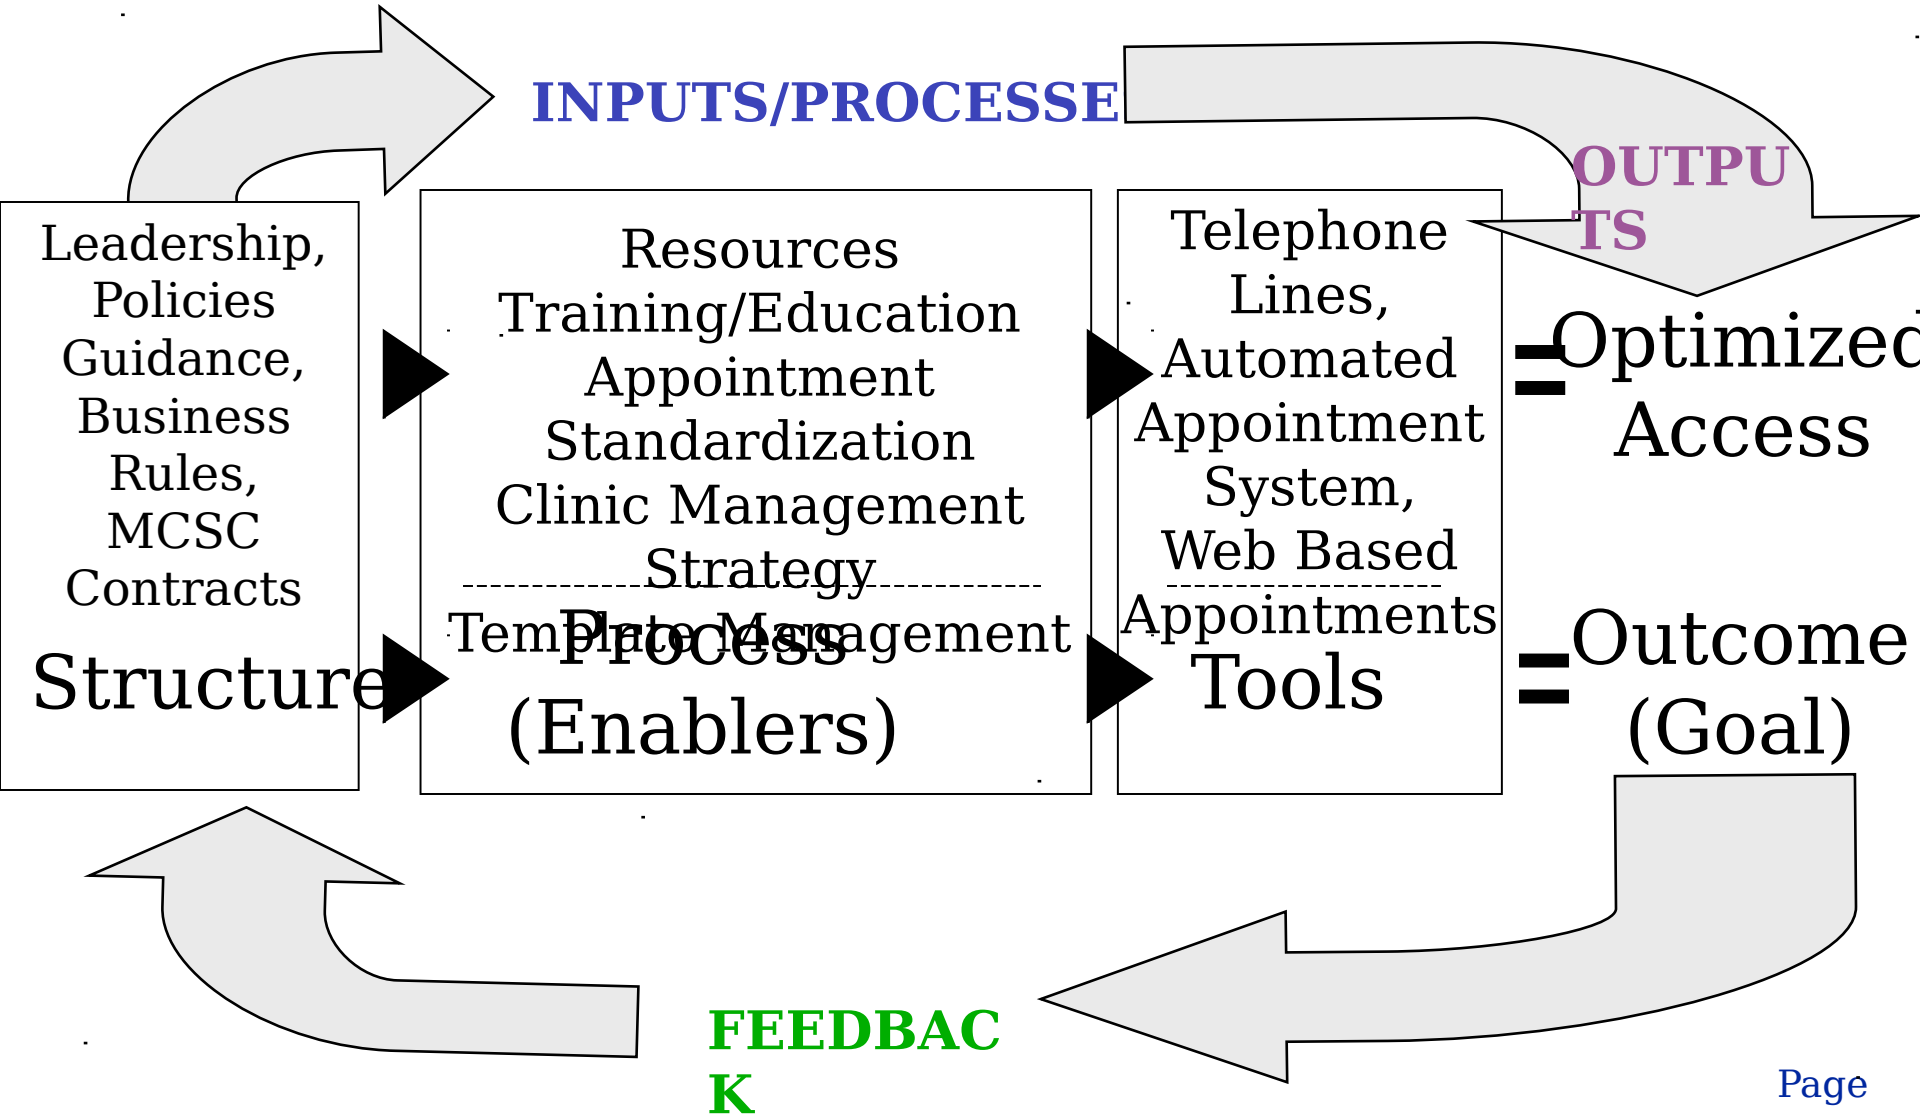 INPUTS/PROCESSE
OUTPU
TS
Leadership,
Policies
Guidance,
Business
Rules,
MCSC
Contracts
Structure
Resources
Training/Education
Appointment
Standardization
Clinic Management
Strategy
Template Management
Process
(Enablers)
Telephone
Lines,
Automated
Appointment
System,
Web Based
Appointments
Tools
=
Optimized
Access
=
Outcome
(Goal)
FEEDBAC
K
Page